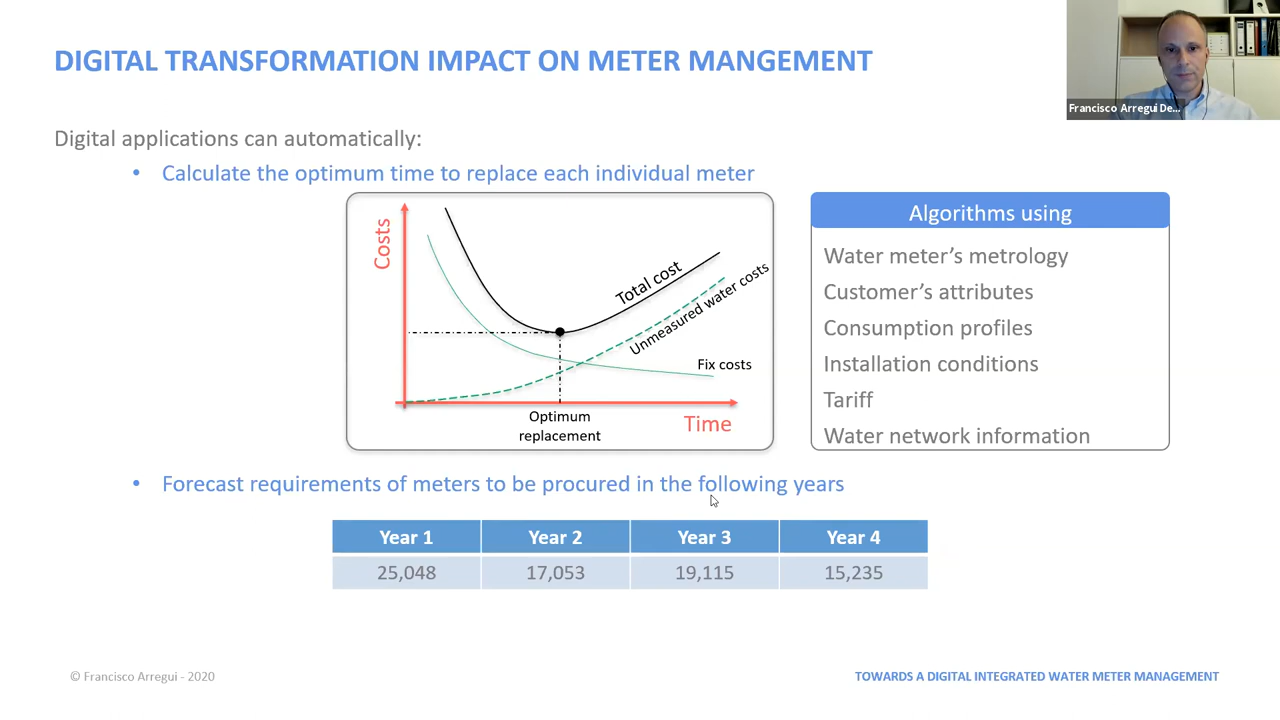 DIGITAL TRANSFORMATION IMPACT ON METER MANGEMENT
Francisco Arregui De...
Digital applications can automatically:
• Calculate the optimum time to replace each individual meter
Costs
Total cost
Unmeasured water costs
Fix costs
Optimum
replacement
Time
Algorithms using
Water meter's metrology
Customer's attributes
Consumption profiles
Installation conditions
Tariff
Water network information
• Forecast requirements of meters to be procured in the following years
Year 1 Year 2 Year 3 Year 4
25,048 17,053 19,115 15,235
© Francisco Arregui - 2020
TOWARDS A DIGITAL INTEGRATED WATER METER MANAGEMENT